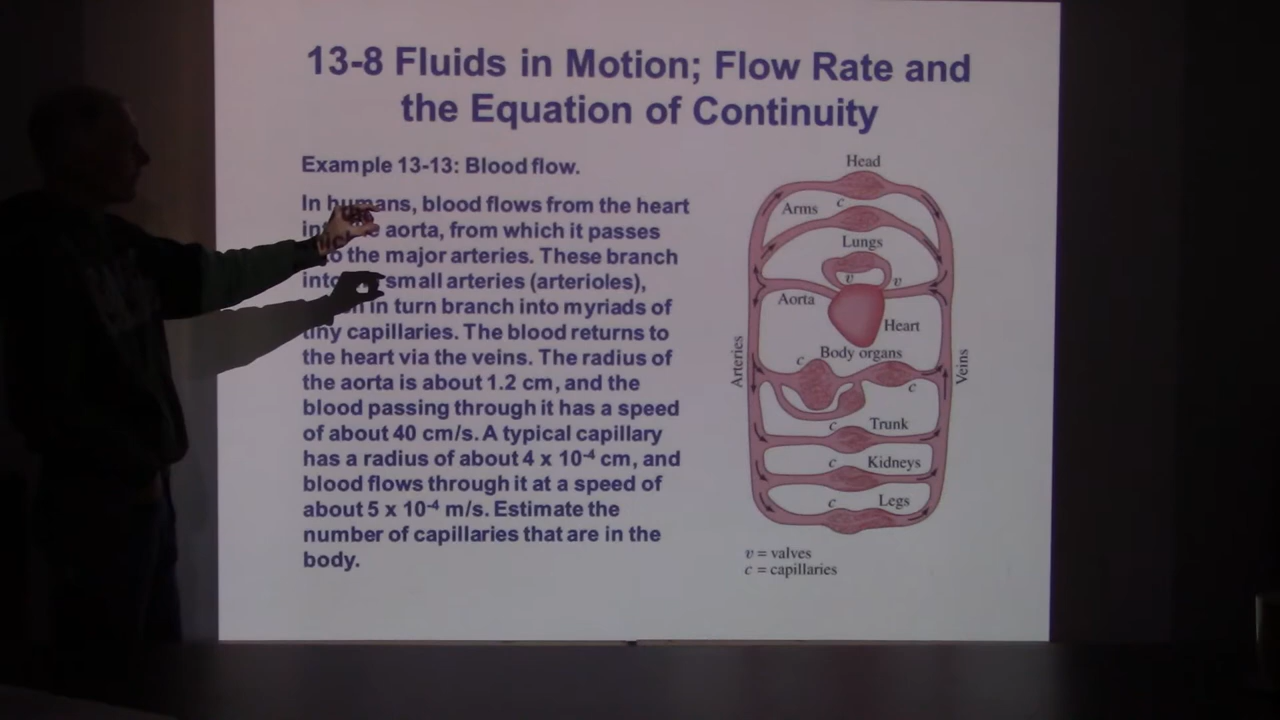 13-8 Fluids in Motion; Flow Rate and
the Equation of Continuity
Example 13-13: Blood flow.
In humans, blood flows from the heart
aorta, from which it passes
the major arteries. These branch
small arteries (arterioles),
in turn branch into myriads of
tiny capillaries. The blood returns to
the heart via the veins. The radius of
the aorta is about 1.2 cm, and the
blood passing through it has a speed
of about 40 cm/s. A typical capillary
has a radius of about 4 x 10⁻⁴ cm, and
blood flows through it at a speed of
about 5 x 10⁻⁴ m/s. Estimate the
number of capillaries that are in the
body.
Head
c
Arms
Lungs
v
v
Aorta
Heart
Arteries
Veins
Body organs
c
c
Trunk
c
Kidneys
c
Legs
c
v = valves
c = capillaries